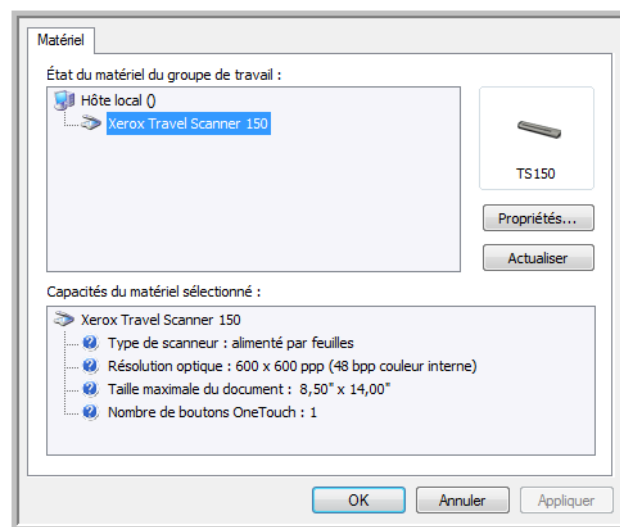 Matériel
État du matériel du groupe de travail :
Hôte local ()
Xerox Travel Scanner 150
TS150
Propriétés...
Actualiser
Capacités du matériel sélectionné :
Xerox Travel Scanner 150
Type de scanneur : alimenté par feuilles
Résolution optique : 600 x 600 ppp (48 bpp couleur interne)
Taille maximale du document : 8,50" x 14,00"
Nombre de boutons OneTouch : 1
OK Annuler Appliquer